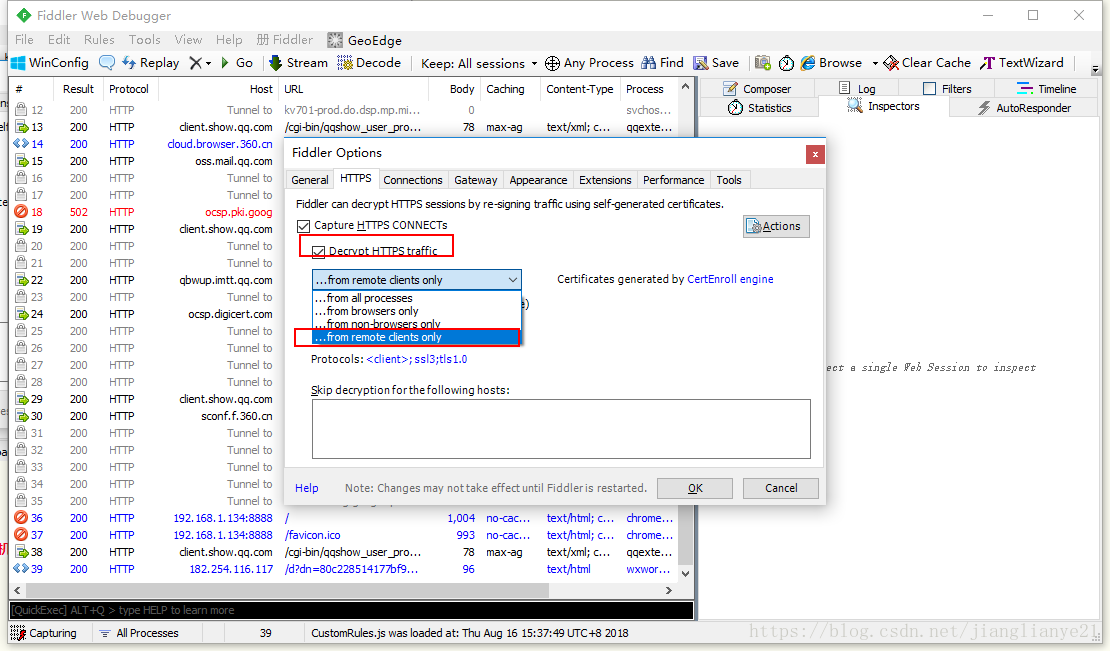 Fiddler Web Debugger
File Edit Rules Tools View Help 册 Fiddler GeoEdge
WinConfig Replay Go Stream Decode Keep: All sessions Any Process Find Save Browse Clear Cache TextWizard
# Result Protocol Host URL Body Caching Content-Type Process
Composer Log Filters Timeline
Statistics Inspectors AutoResponder
12 200 HTTP Tunnel to kv701-prod.do.dsp.mp.mi... 0 svchos...
13 200 HTTP client.show.qq.com /cgi-bin/qqshow_user_pro... 78 max-ag text/xml; c... qqexte...
14 200 HTTP cloud.browser.360.cn
15 200 HTTP oss.mail.qq.com
16 200 HTTP Tunnel to
17 200 HTTP Tunnel to
18 502 HTTP ocsp.pki.goog
19 200 HTTP client.show.qq.com
20 200 HTTP Tunnel to
21 200 HTTP Tunnel to
22 200 HTTP qbwup.imtt.qq.com
23 200 HTTP Tunnel to
24 200 HTTP ocsp.digicert.com
25 200 HTTP Tunnel to
26 200 HTTP Tunnel to
27 200 HTTP Tunnel to
28 200 HTTP Tunnel to
29 200 HTTP client.show.qq.com
30 200 HTTP sconf.f.360.cn
31 200 HTTP Tunnel to
32 200 HTTP Tunnel to
33 200 HTTP Tunnel to
34 200 HTTP Tunnel to
35 200 HTTP Tunnel to
36 200 HTTP 192.168.1.134:8888 / 1,004 no-cac... text/html; c... chrome...
37 200 HTTP 192.168.1.134:8888 /favicon.ico 993 no-cac... text/html; c... chrome...
38 200 HTTP client.show.qq.com /cgi-bin/qqshow_user_pro... 78 max-ag text/xml; c... qqexte...
39 200 HTTP 182.254.116.117 /d?dn=80c228514177bf9... 96 text/html wxwor...
Fiddler Options
General HTTPS Connections Gateway Appearance Extensions Performance Tools
Fiddler can decrypt HTTPS sessions by re-signing traffic using self-generated certificates.
Capture HTTPS CONNECTs
Actions
Decrypt HTTPS traffic
...from remote clients only
Certificates generated by CertEnroll engine
...from all processes
...from browsers only
...from non-browsers only
...from remote clients only
Protocols: <client>; ssl3;tls1.0
ect a single Web Session to inspect
Skip decryption for the following hosts:
Help Note: Changes may not take effect until Fiddler is restarted. OK Cancel
[QuickExec] ALT+Q > type HELP to learn more
Capturing All Processes 39 CustomRules.js was loaded at: Thu Aug 16 15:37:49 UTC+8 2018
https://blog.csdn.net/jianglianye21